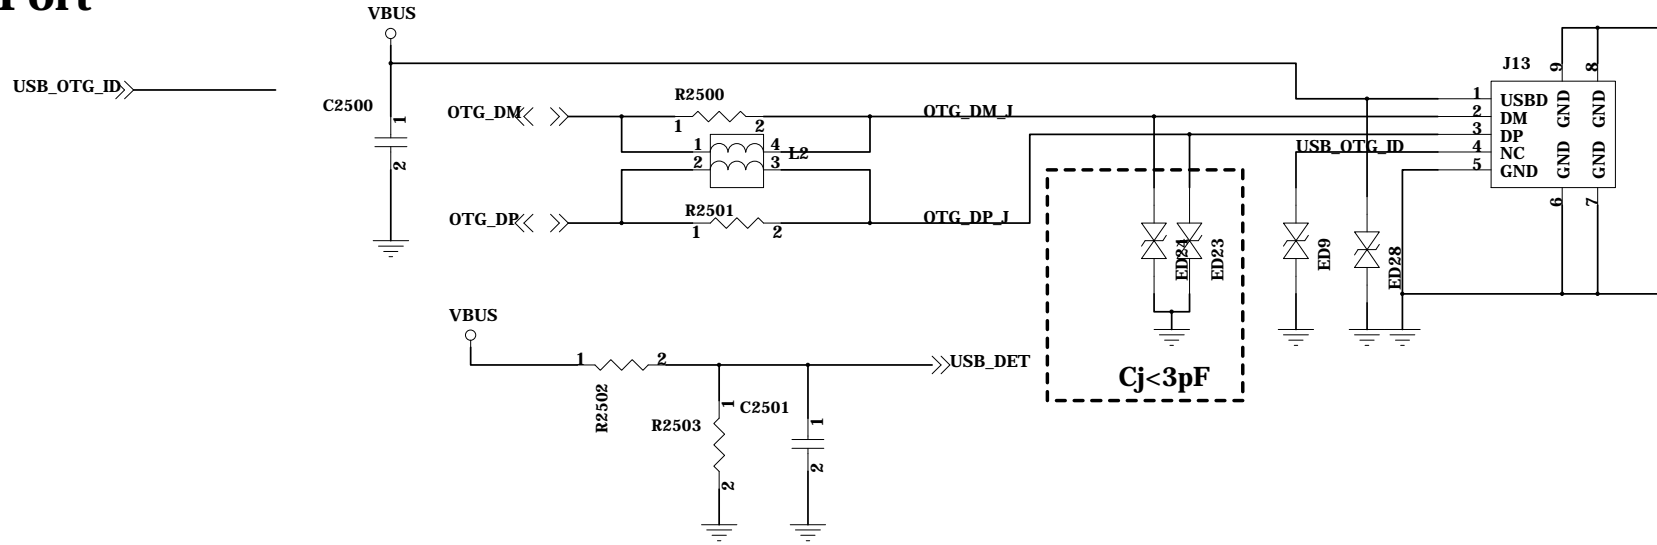 VBUS
USB_OTG_ID
C2500
1
2
OTG_DM
R2500
1
2
OTG_DM_J
1
4
L2
2
3
OTG_DP
R2501
1
2
OTG_DP_J
USB_OTG_ID
J13
9
8
1
USBD
2
DM
3
DP
4
NC
5
GND
GND
GND
GND
GND
6
7
ED24
ED23
ED9
ED28
Cj<3pF
VBUS
1
2
R2502
USB_DET
R2503
1
2
C2501
1
2